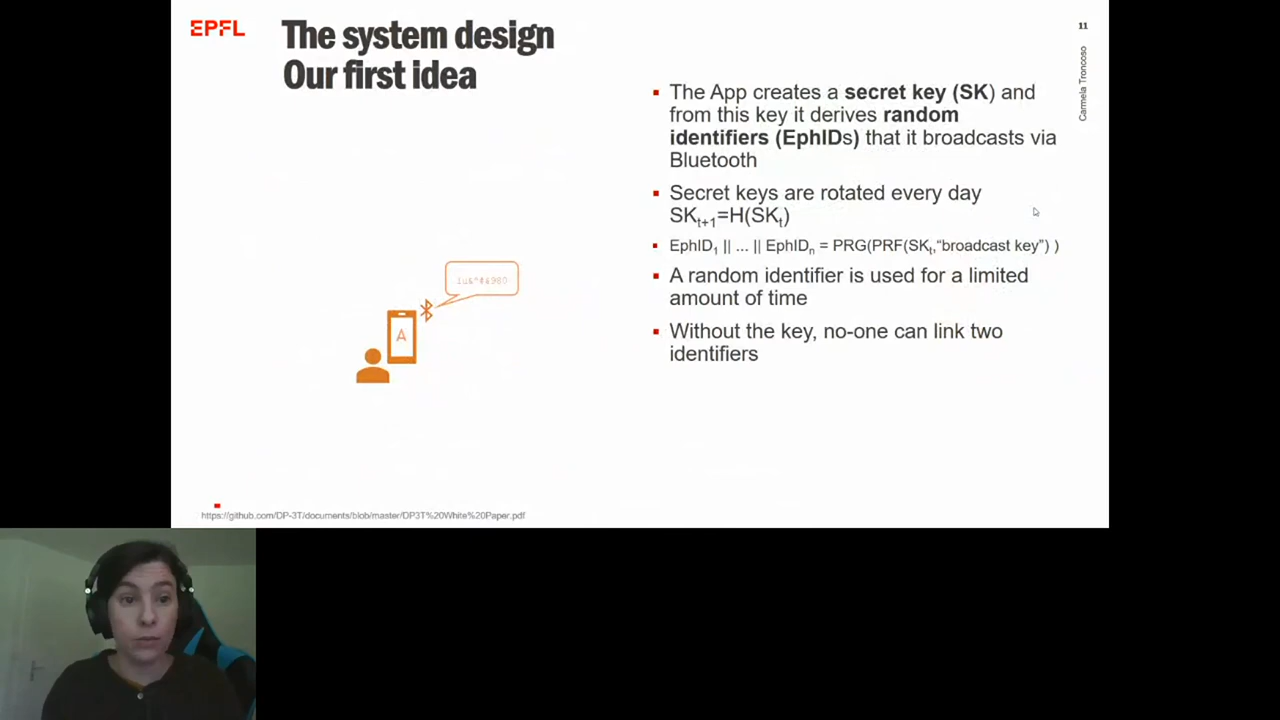 EPFL
The system design
Our first idea
11
Carmela Troncoso
▪ The App creates a secret key (SK) and
from this key it derives random
identifiers (EphIDs) that it broadcasts via
Bluetooth
▪ Secret keys are rotated every day
SKt+1=H(SKt)
▪ EphID1 || ... || EphIDn = PRG(PRF(SKt,“broadcast key”) )
▪ A random identifier is used for a limited
amount of time
▪ Without the key, no-one can link two
identifiers
A
https://github.com/DP-3T/documents/blob/master/DP3T%20White%20Paper.pdf